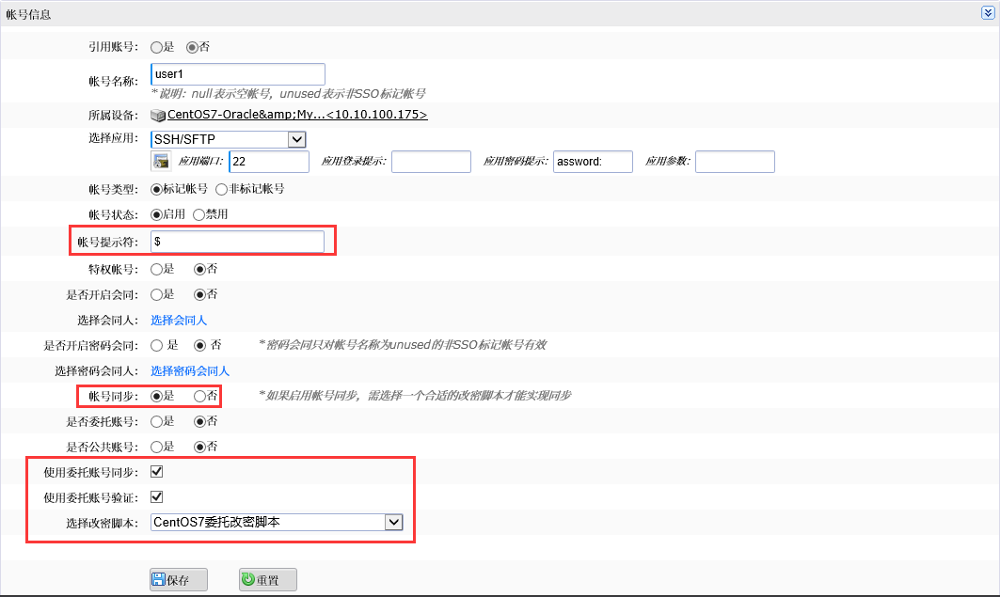 帐号信息
引用账号： 是 否
帐号名称： user1
*说明：null表示空帐号，unused表示非SSO标记帐号
所属设备： CentOS7-Oracle&amp;My...<10.10.100.175>
选择应用： SSH/SFTP
应用端口： 22 应用登录提示： 应用密码提示： assword: 应用参数：
帐号类型： 标记帐号 非标记帐号
帐号状态： 启用 禁用
帐号提示符： $
特权帐号： 是 否
是否开启会同： 是 否
选择会同人： 选择会同人
是否开启密码会同： 是 否 *密码会同只对帐号名称为unused的非SSO标记帐号有效
选择密码会同人： 选择密码会同人
帐号同步： 是 否 *如果启用帐号同步，需选择一个合适的改密脚本才能实现同步
是否委托账号： 是 否
是否公共账号： 是 否
使用委托账号同步：
使用委托账号验证：
选择改密脚本： CentOS7委托改密脚本
保存 重置